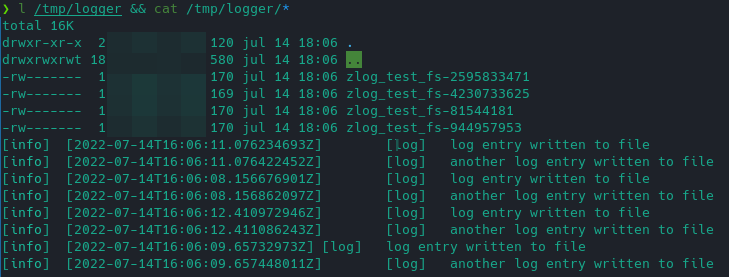 ❯ l /tmp/logger && cat /tmp/logger/*
total 16K
drwxr-xr-x 2 120 jul 14 18:06 .
drwxrwxrwt 18 580 jul 14 18:06 ..
-rw------- 1 170 jul 14 18:06 zlog_test_fs-2595833471
-rw------- 1 169 jul 14 18:06 zlog_test_fs-4230733625
-rw------- 1 170 jul 14 18:06 zlog_test_fs-81544181
-rw------- 1 170 jul 14 18:06 zlog_test_fs-944957953
[info] [2022-07-14T16:06:11.076234693Z] [log] log entry written to file
[info] [2022-07-14T16:06:11.076422452Z] [log] another log entry written to file
[info] [2022-07-14T16:06:08.156676901Z] [log] log entry written to file
[info] [2022-07-14T16:06:08.156862097Z] [log] another log entry written to file
[info] [2022-07-14T16:06:12.410972946Z] [log] log entry written to file
[info] [2022-07-14T16:06:12.411086243Z] [log] another log entry written to file
[info] [2022-07-14T16:06:09.65732973Z] [log] log entry written to file
[info] [2022-07-14T16:06:09.657448011Z] [log] another log entry written to file